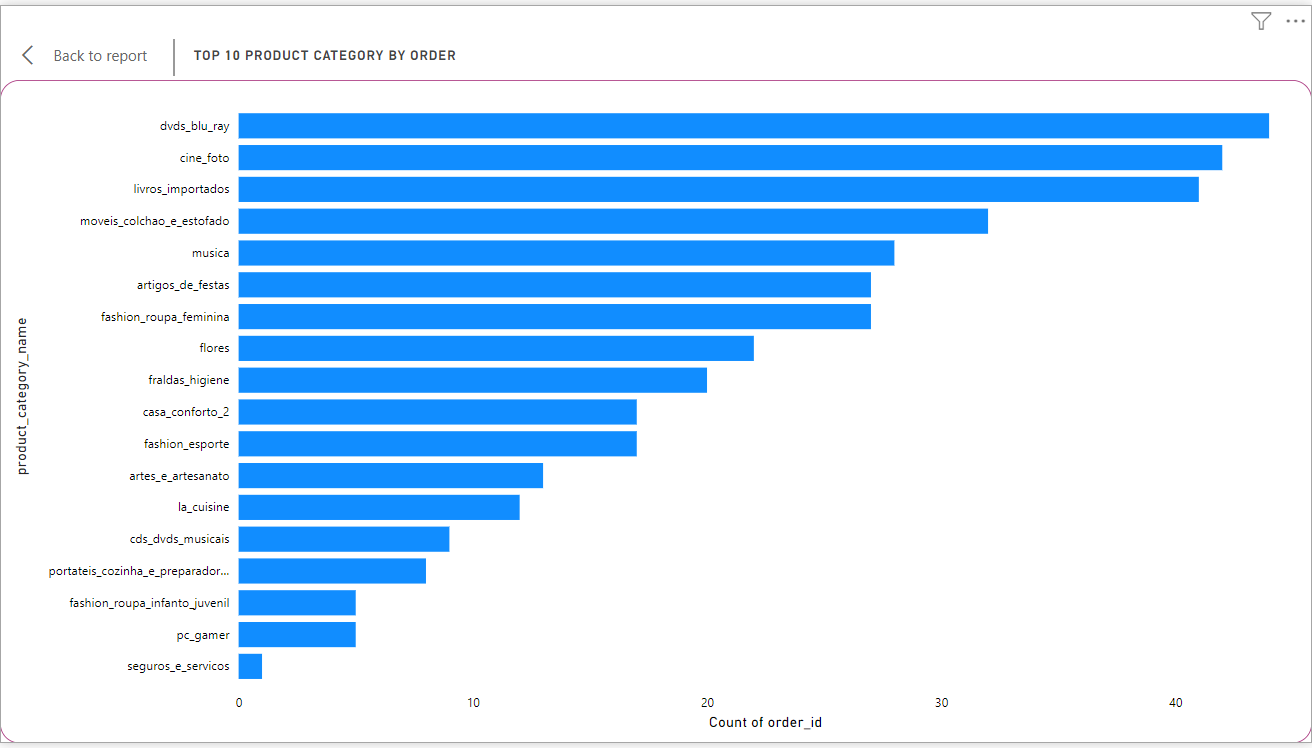 Back to report
TOP 10 PRODUCT CATEGORY BY ORDER
product_category_name
dvds_blu_ray
cine_foto
livros_importados
moveis_colchao_e_estofado
musica
artigos_de_festas
fashion_roupa_feminina
flores
fraldas_higiene
casa_conforto_2
fashion_esporte
artes_e_artesanato
la_cuisine
cds_dvds_musicais
portateis_cozinha_e_preparador...
fashion_roupa_infanto_juvenil
pc_gamer
seguros_e_servicos
0 10 20 30 40
Count of order_id